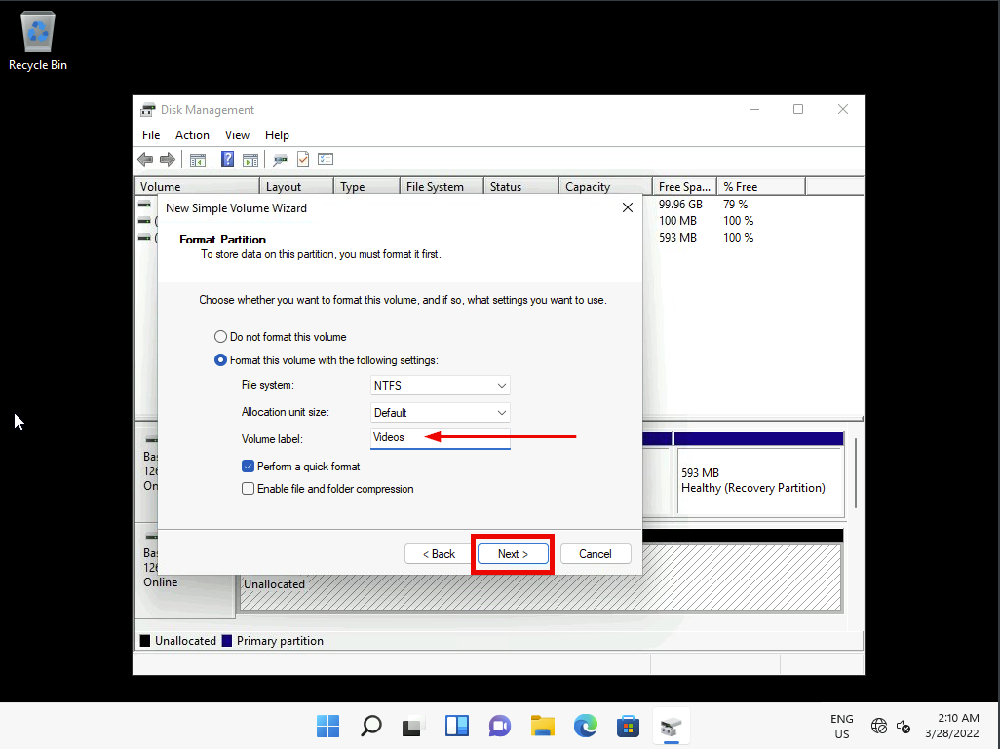 Recycle Bin
Disk Management
File Action View Help
Volume Layout Type File System Status Capacity Free Spa... % Free
99.96 GB 79 %
( 100 MB 100 %
( 593 MB 100 %
New Simple Volume Wizard
Format Partition
To store data on this partition, you must format it first.
Choose whether you want to format this volume, and if so, what settings you want to use.
Do not format this volume
Format this volume with the following settings:
File system: NTFS
Allocation unit size: Default
Volume label: Videos
Perform a quick format
Enable file and folder compression
< Back Next > Cancel
Bas
126
On
593 MB
Healthy (Recovery Partition)
Bas
126
Online
Unallocated
Unallocated Primary partition
ENG
US
2:10 AM
3/28/2022